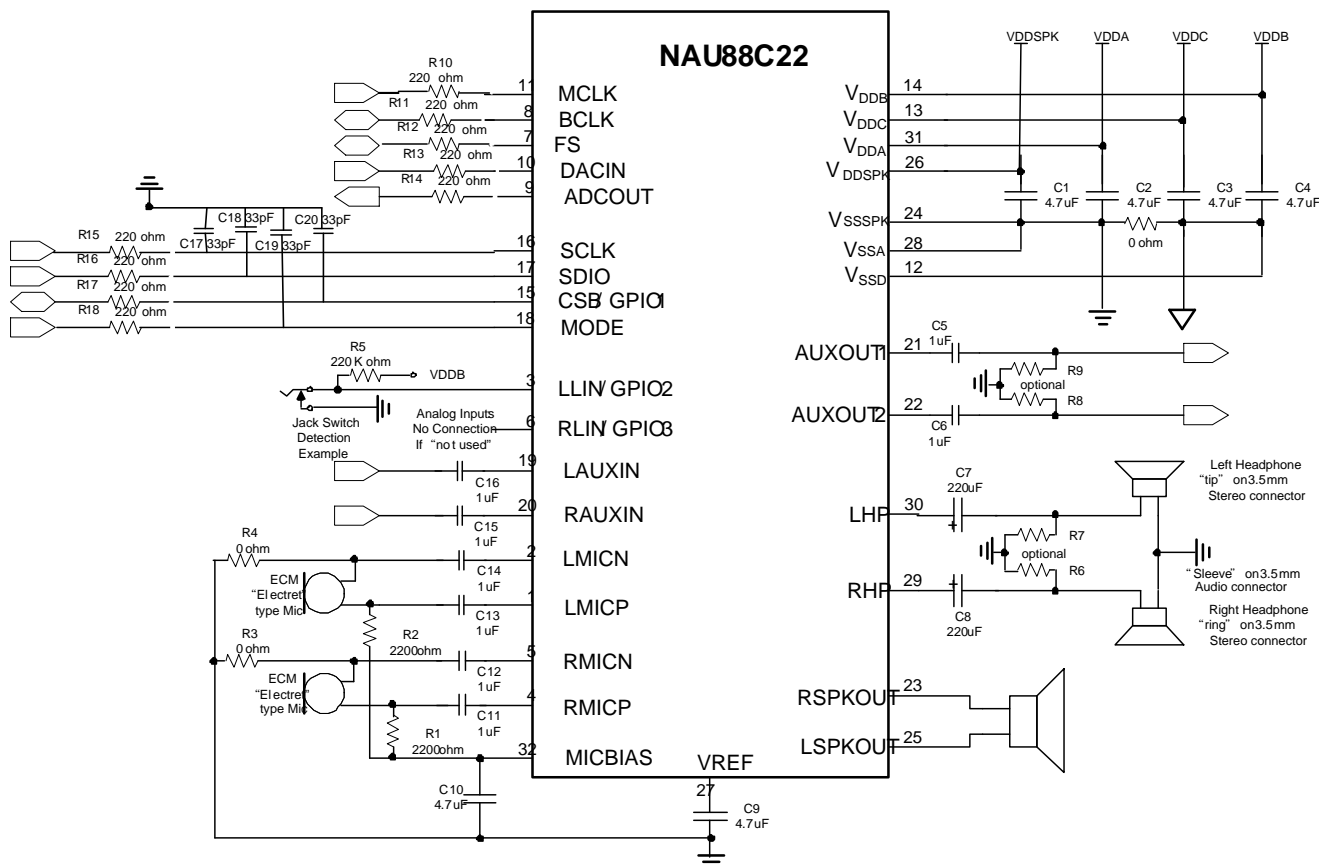 NAU88C22
VDDSPK VDDA VDDC VDDB
R10
220 ohm
11 MCLK
R11
220 ohm
8 BCLK
R12
220 ohm
7 FS
R13
220 ohm
10 DACIN
R14
220 ohm
9 ADCOUT
C18 33pF
C20 33pF
C17 33pF
C19 33pF
R15
220 ohm
16 SCLK
R16
220 ohm
17 SDIO
R17
220 ohm
15 CSB/ GPIO1
R18
220 ohm
18 MODE
R5
220 K ohm
VDDB
3 LLIN/ GPIO2
Jack Switch
Detection
Example
Analog Inputs
No Connection
If "not used"
6 RLIN/ GPIO3
19 LAUXIN
C16
1uF
20 RAUXIN
C15
1uF
R4
0 ohm
2 LMICN
C14
1uF
ECM
"Electret"
type Mic
1 LMICP
C13
1uF
R3
0 ohm
R2
2200ohm
5 RMICN
C12
1uF
ECM
"Electret"
type Mic
4 RMICP
C11
1uF
R1
2200ohm
32 MICBIAS
C10
4.7uF
VREF
27
C9
4.7uF
VDDB 14
VDDC 13
VDDA 31
VDDSPK 26
C1
4.7uF
C2
4.7uF
C3
4.7uF
C4
4.7uF
VSSSPK 24
0 ohm
VSSA 28
VSSD 12
AUXOUT1 21
C5
1uF
R9
optional
R8
AUXOUT2 22
C6
1uF
LHP 30
C7
220uF
+
R7
optional
R6
RHP 29
+
C8
220uF
Left Headphone
"tip" on3.5mm
Stereo connector
"Sleeve" on3.5mm
Audio connector
Right Headphone
"ring" on3.5mm
Stereo connector
RSPKOUT 23
LSPKOUT 25